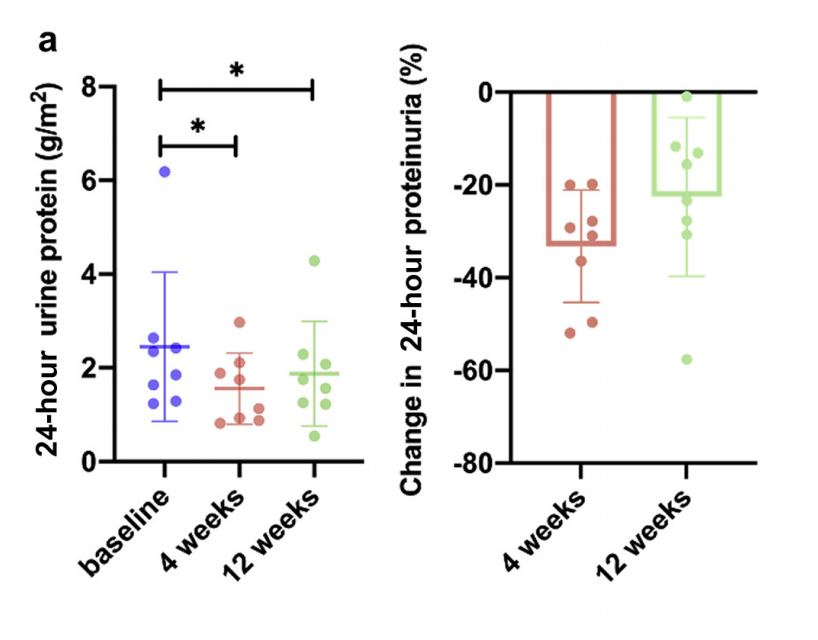 a
24-hour urine protein (g/m²)
8
6
4
2
0
*
*
baseline
4 weeks
12 weeks
Change in 24-hour proteinuria (%)
0
-20
-40
-60
-80
4 weeks
12 weeks